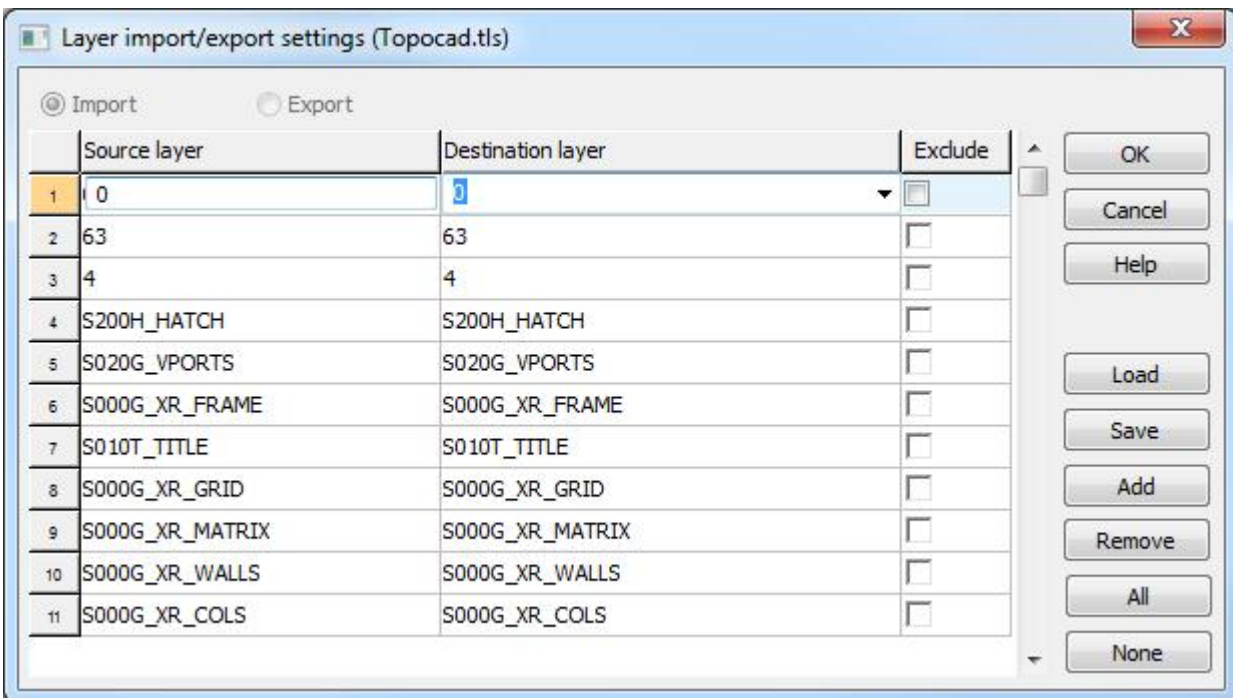 Layer import/export settings (Topocad.tls)
Import Export
Source layer Destination layer Exclude
OK
1 0 0
Cancel
2 63 63
Help
3 4 4
4 S200H_HATCH S200H_HATCH
5 S020G_VPORTS S020G_VPORTS
Load
6 S000G_XR_FRAME S000G_XR_FRAME
Save
7 S010T_TITLE S010T_TITLE
8 S000G_XR_GRID S000G_XR_GRID
Add
9 S000G_XR_MATRIX S000G_XR_MATRIX
Remove
10 S000G_XR_WALLS S000G_XR_WALLS
All
11 S000G_XR_COLS S000G_XR_COLS
None